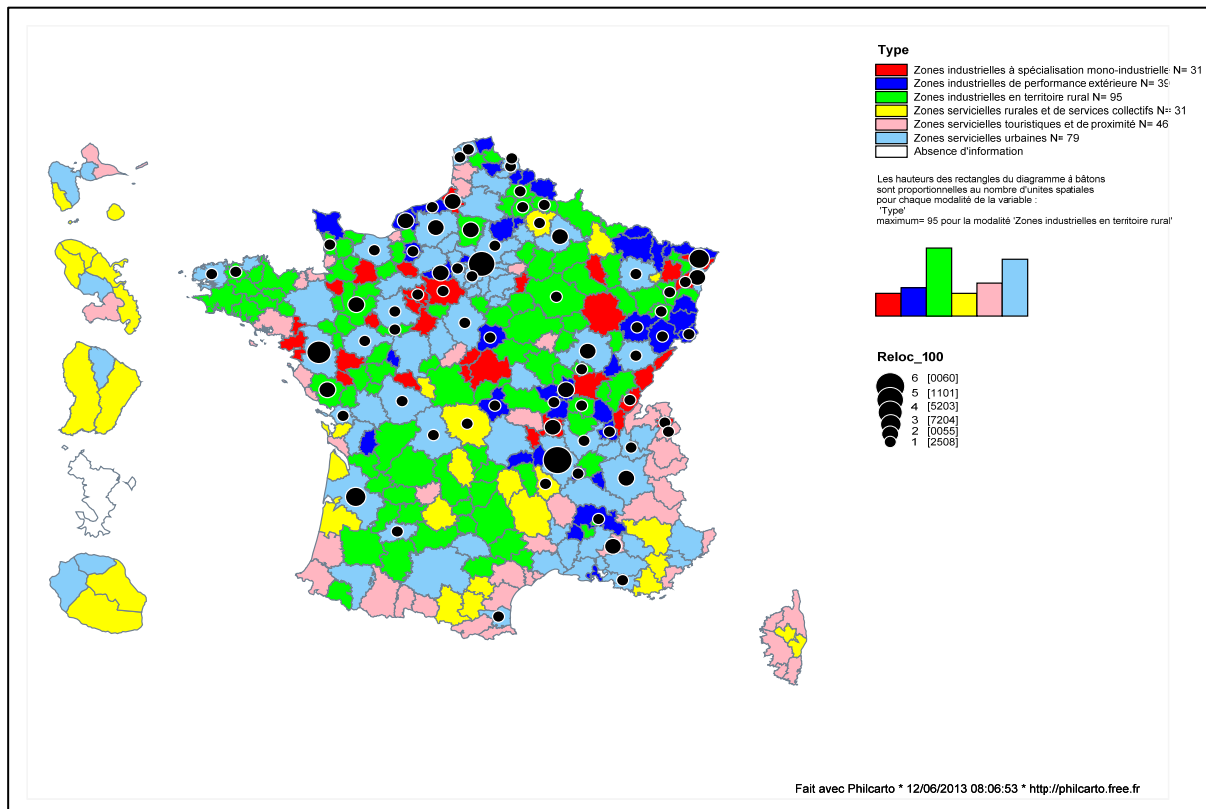 Type
Zones industrielles à spécialisation mono-industrielle N= 31
Zones industrielles de performance extérieure N= 39
Zones industrielles en territoire rural N= 95
Zones servicielles rurales et de services collectifs N= 31
Zones servicielles touristiques et de proximité N= 46
Zones servicielles urbaines N= 79
Absence d'information
Les hauteurs des rectangles du diagramme à bâtons
sont proportionnelles au nombre d'unites spatiales
pour chaque modalité de la variable :
'Type'
maximum= 95 pour la modalité 'Zones industrielles en territoire rural'
Reloc_100
6 [0060]
5 [1101]
4 [5203]
3 [7204]
2 [0055]
1 [2508]
Fait avec Philcarto * 12/06/2013 08:06:53 * http://philcarto.free.fr